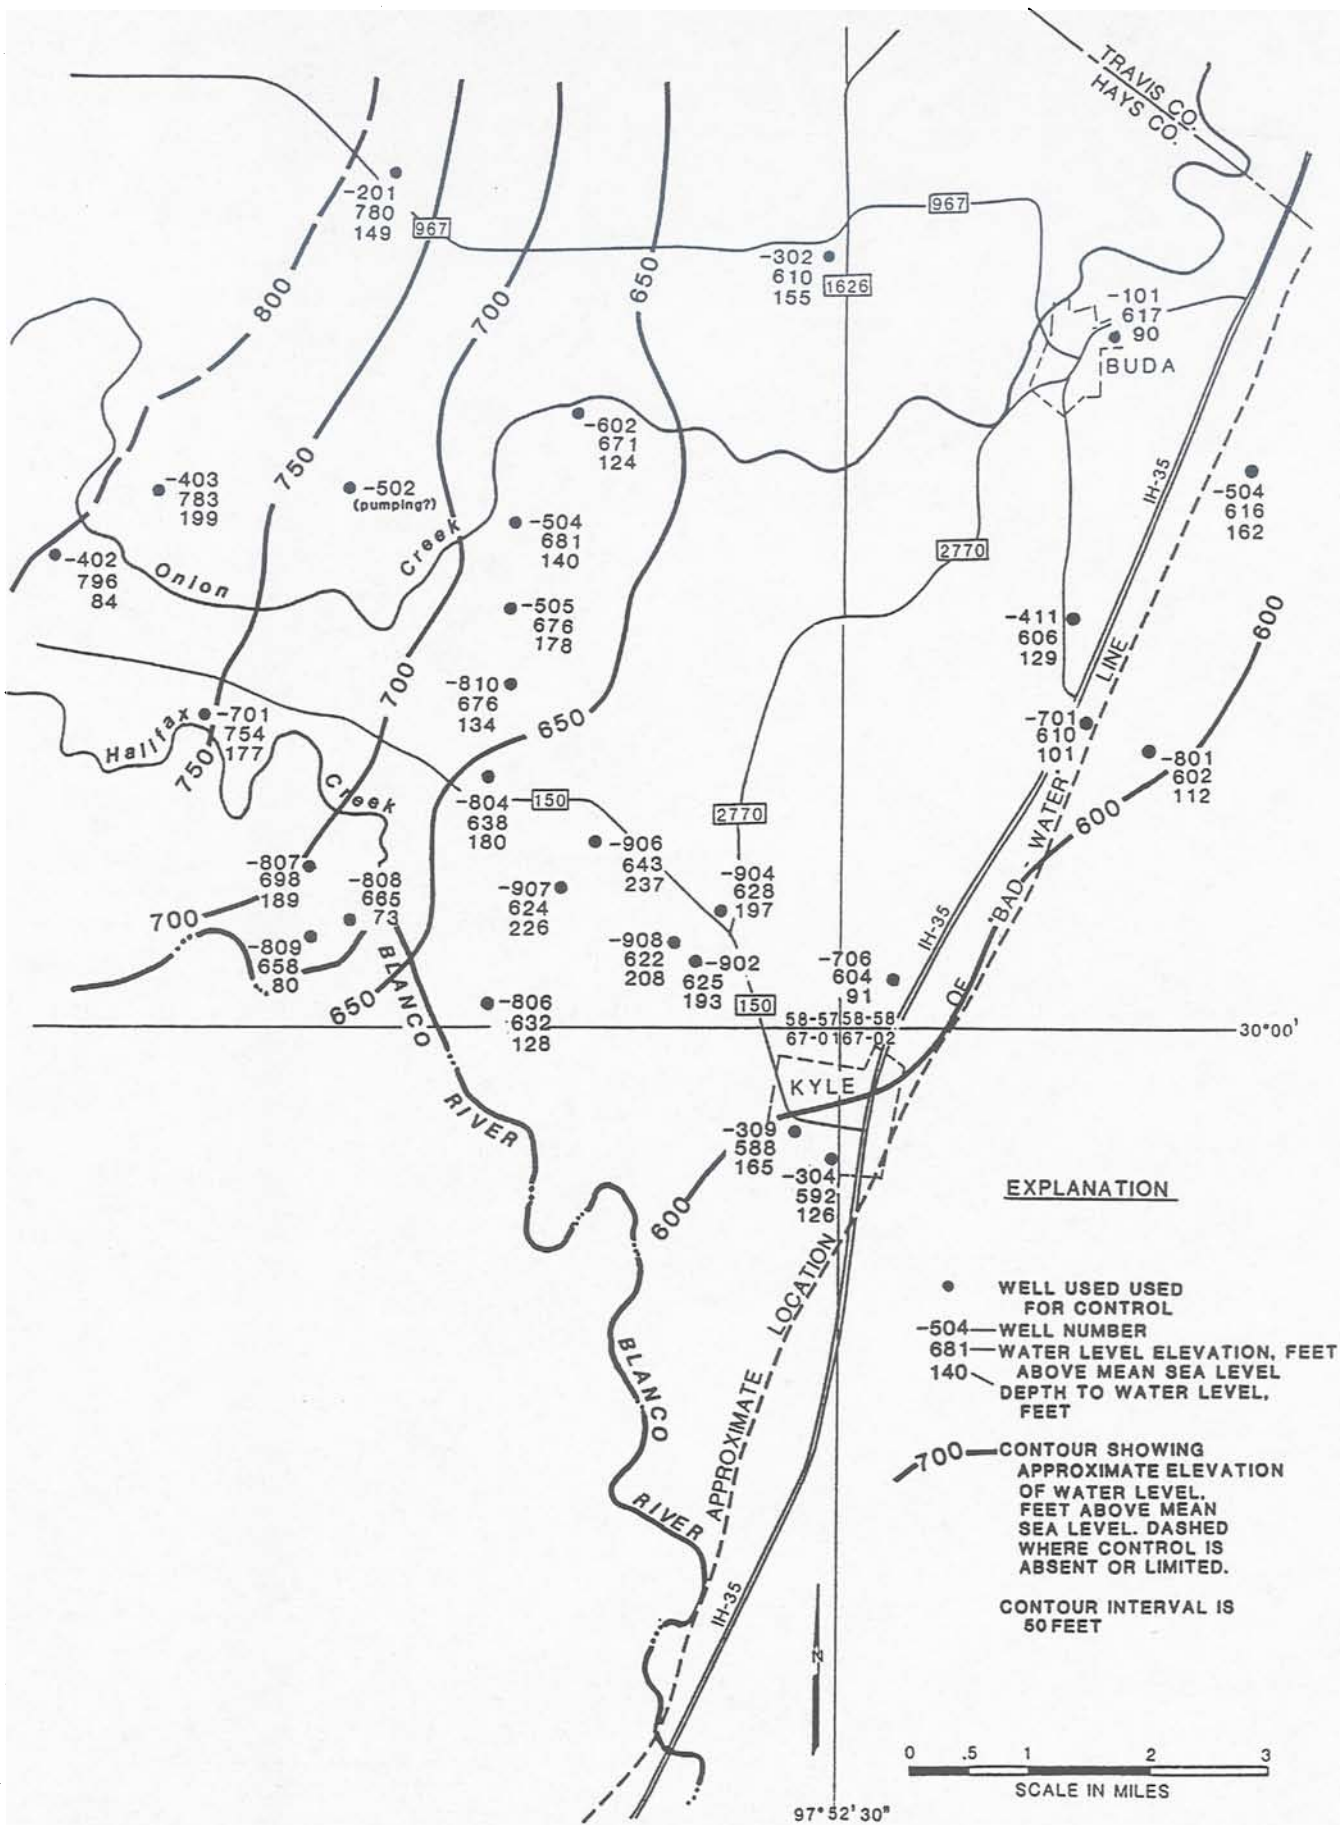 TRAVIS CO.
HAYS CO.
-201
780
149
967
967
-302
610
155
1626
800
700
650
-101
617
90
BUDA
-602
671
124
750
-403
783
199
-502
(pumping?)
-504
681
140
IH-35
-504
616
162
2770
-402
796
84
Onion
Creek
-505
676
178
-411
606
129
600
LINE
700
-810
676
134
650
Halifax
-701
754
177
750
Creek
-701
610
101
-801
602
112
-804
638
180
150
2770
600
WATER
-906
643
237
-807
698
189
-808
665
73
-907
624
226
-904
628
197
BAD
700
-809
658
80
BLANCO
-908
622
208
-902
625
193
-706
604
91
IH-35
OF
650
-806
632
128
150
58-57
58-58
67-01
67-02
30°00'
KYLE
RIVER
-309
588
165
-304
592
126
600
EXPLANATION
LOCATION
WELL USED USED
FOR CONTROL
-504
WELL NUMBER
681
WATER LEVEL ELEVATION, FEET
ABOVE MEAN SEA LEVEL
140
DEPTH TO WATER LEVEL,
FEET
BLANCO
APPROXIMATE
700
CONTOUR SHOWING
APPROXIMATE ELEVATION
OF WATER LEVEL,
FEET ABOVE MEAN
SEA LEVEL. DASHED
WHERE CONTROL IS
ABSENT OR LIMITED.
RIVER
CONTOUR INTERVAL IS
50 FEET
IH-35
N
0 .5 1 2 3
SCALE IN MILES
97°52'30"